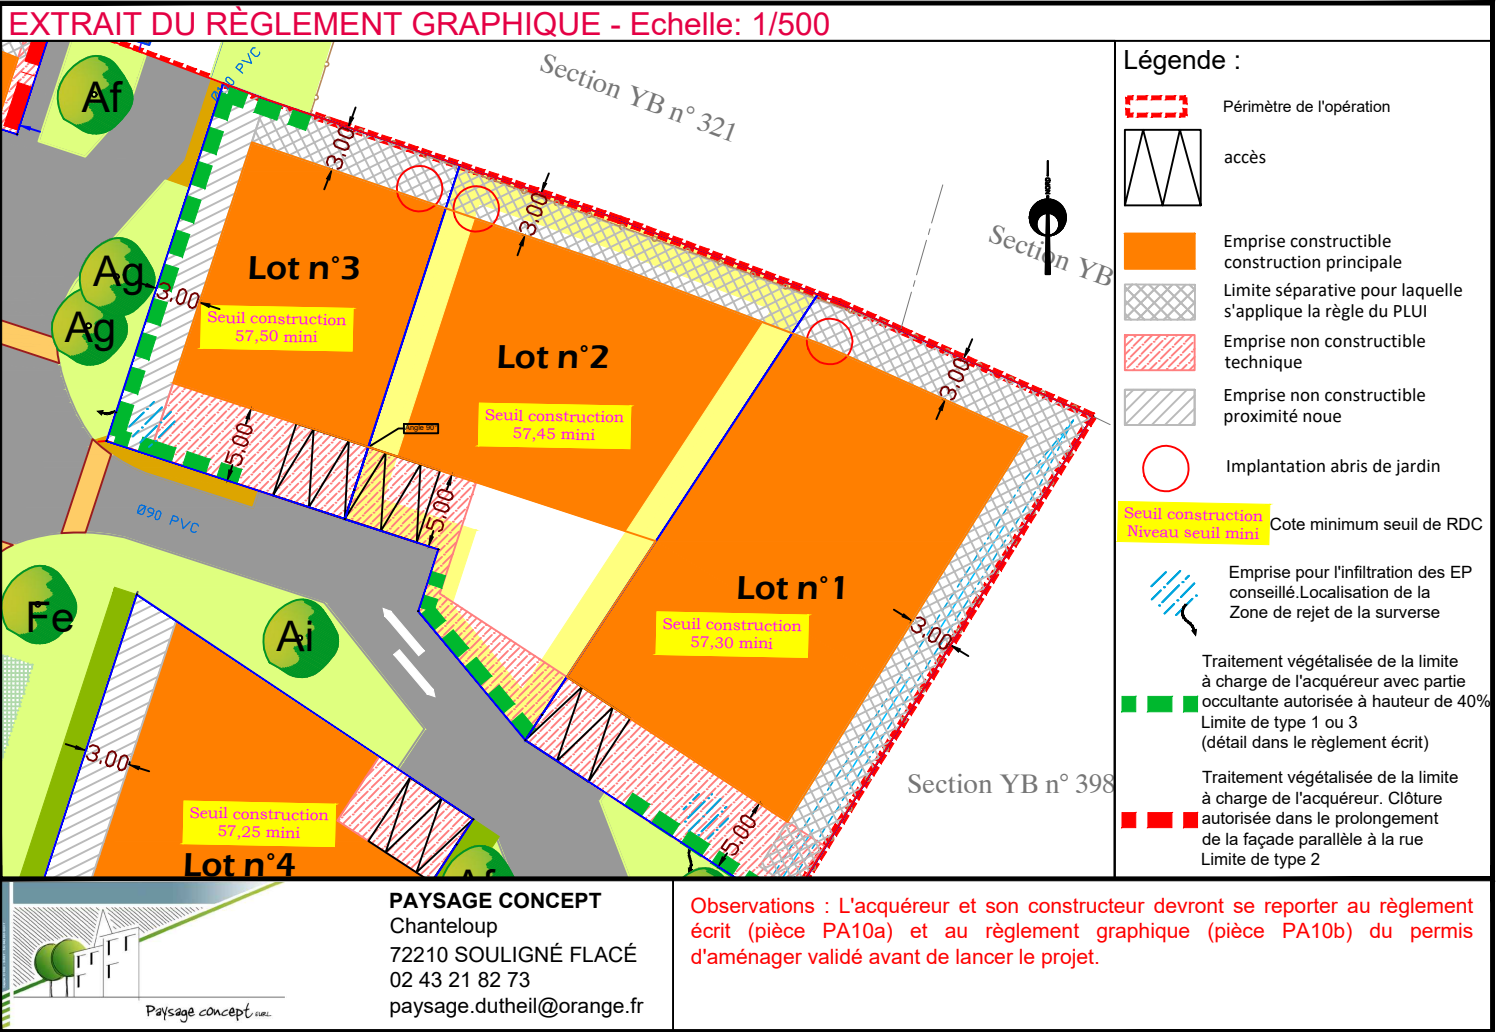 EXTRAIT DU RÈGLEMENT GRAPHIQUE - Echelle: 1/500
Af
Ø90 PVC
3.00
Section YB n° 321
Section YB
NORD
3.00
Lot n°3
Seuil construction
57,50 mini
Ag
3.00
Ag
Lot n°2
Seuil construction
57,45 mini
Angle 90°
3.00
5.00
5.00
Ø90 PVC
Lot n°1
Seuil construction
57,30 mini
3.00
Fe
Ai
3.00
Section YB n° 398
Seuil construction
57,25 mini
5.00
Lot n°4
Af
Légende :
Périmètre de l'opération
accès
Emprise constructible
construction principale
Limite séparative pour laquelle
s'applique la règle du PLUI
Emprise non constructible
technique
Emprise non constructible
proximité noue
Implantation abris de jardin
Seuil construction
Niveau seuil mini
Cote minimum seuil de RDC
Emprise pour l'infiltration des EP
conseillé.Localisation de la
Zone de rejet de la surverse
Traitement végétalisée de la limite
à charge de l'acquéreur avec partie
occultante autorisée à hauteur de 40%
Limite de type 1 ou 3
(détail dans le règlement écrit)
Traitement végétalisée de la limite
à charge de l'acquéreur. Clôture
autorisée dans le prolongement
de la façade parallèle à la rue
Limite de type 2
Paysage concept EURL
PAYSAGE CONCEPT
Chanteloup
72210 SOULIGNÉ FLACÉ
02 43 21 82 73
paysage.dutheil@orange.fr
Observations : L'acquéreur et son constructeur devront se reporter au règlement
écrit (pièce PA10a) et au règlement graphique (pièce PA10b) du permis
d'aménager validé avant de lancer le projet.